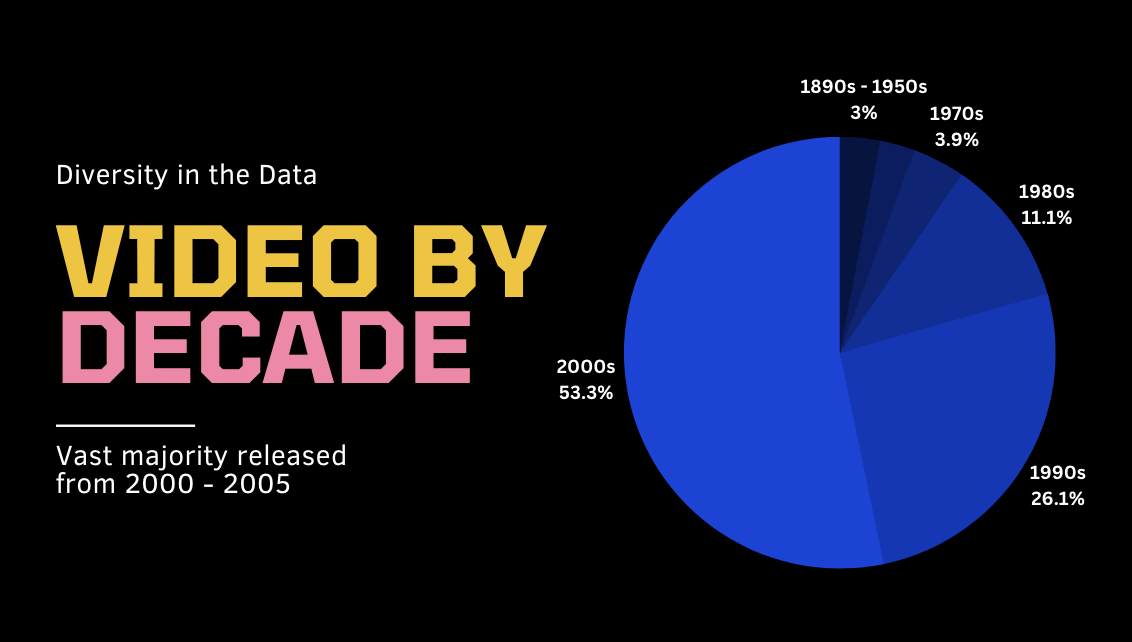 Diversity in the Data
VIDEO BY
DECADE
Vast majority released
from 2000 - 2005
1890s - 1950s
3%
1970s
3.9%
1980s
11.1%
1990s
26.1%
2000s
53.3%